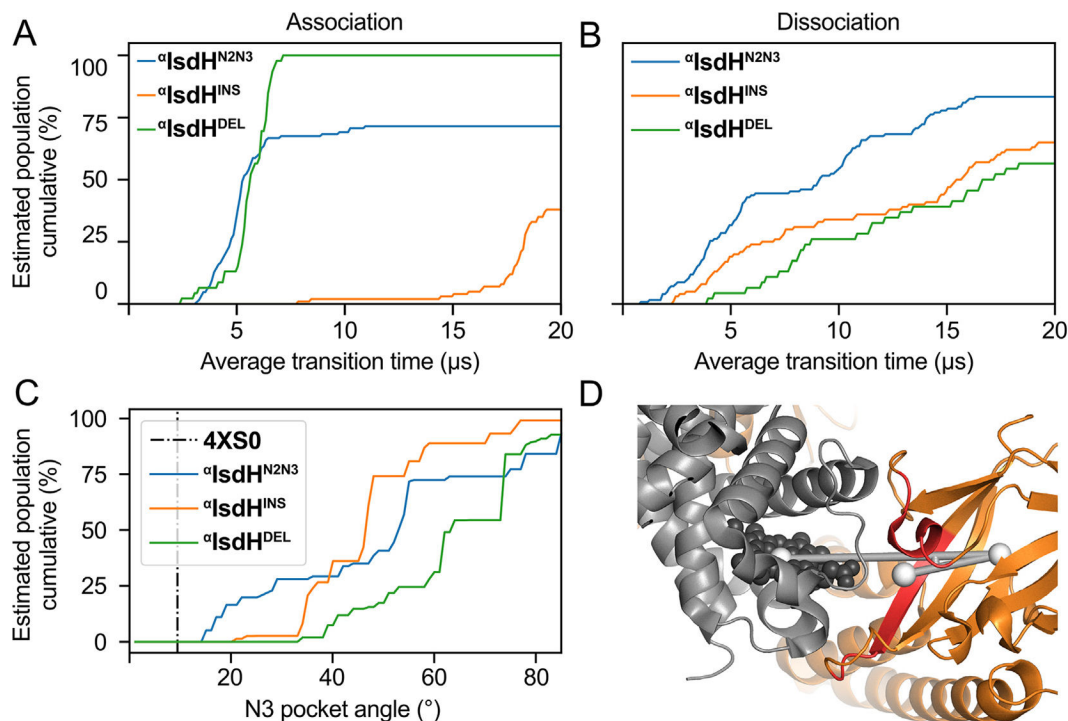 A
Association
Estimated population
cumulative (%)
100
75
50
25
0
αIsdHN2N3
αIsdHINS
αIsdHDEL
5
10
15
20
Average transition time (μs)
B
Dissociation
αIsdHN2N3
αIsdHINS
αIsdHDEL
5
10
15
20
Average transition time (μs)
C
Estimated population
cumulative (%)
100
75
50
25
0
4XS0
αIsdHN2N3
αIsdHINS
αIsdHDEL
20
40
60
80
N3 pocket angle (°)
D